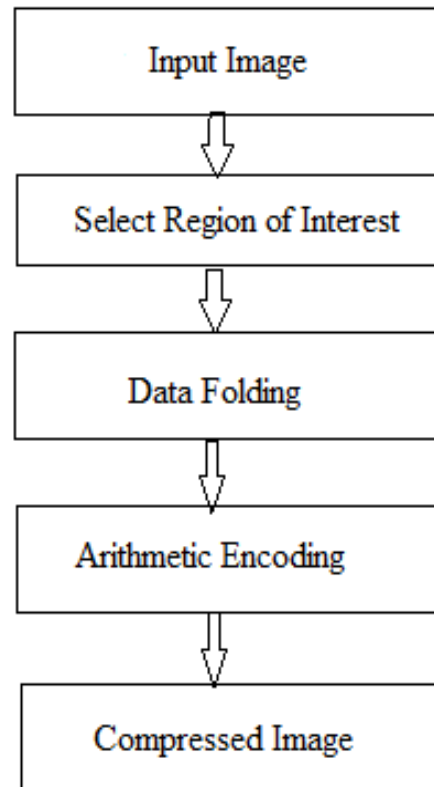 Input Image
Select Region of Interest
Data Folding
Arithmetic Encoding
Compressed Image